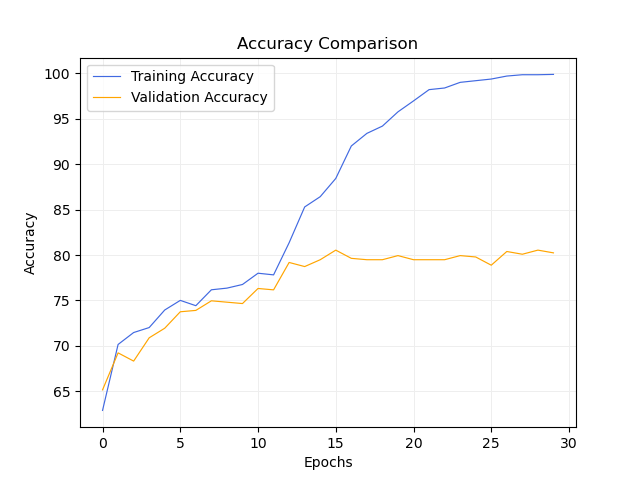 Accuracy Comparison
Training Accuracy
Validation Accuracy
100
95
90
85
80
75
70
65
Accuracy
0 5 10 15 20 25 30
Epochs